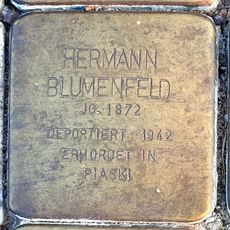 HERMANN
BLUMENFELD
JG. 1872
DEPORTIERT 1942
ERMORDET IN
PIASKI